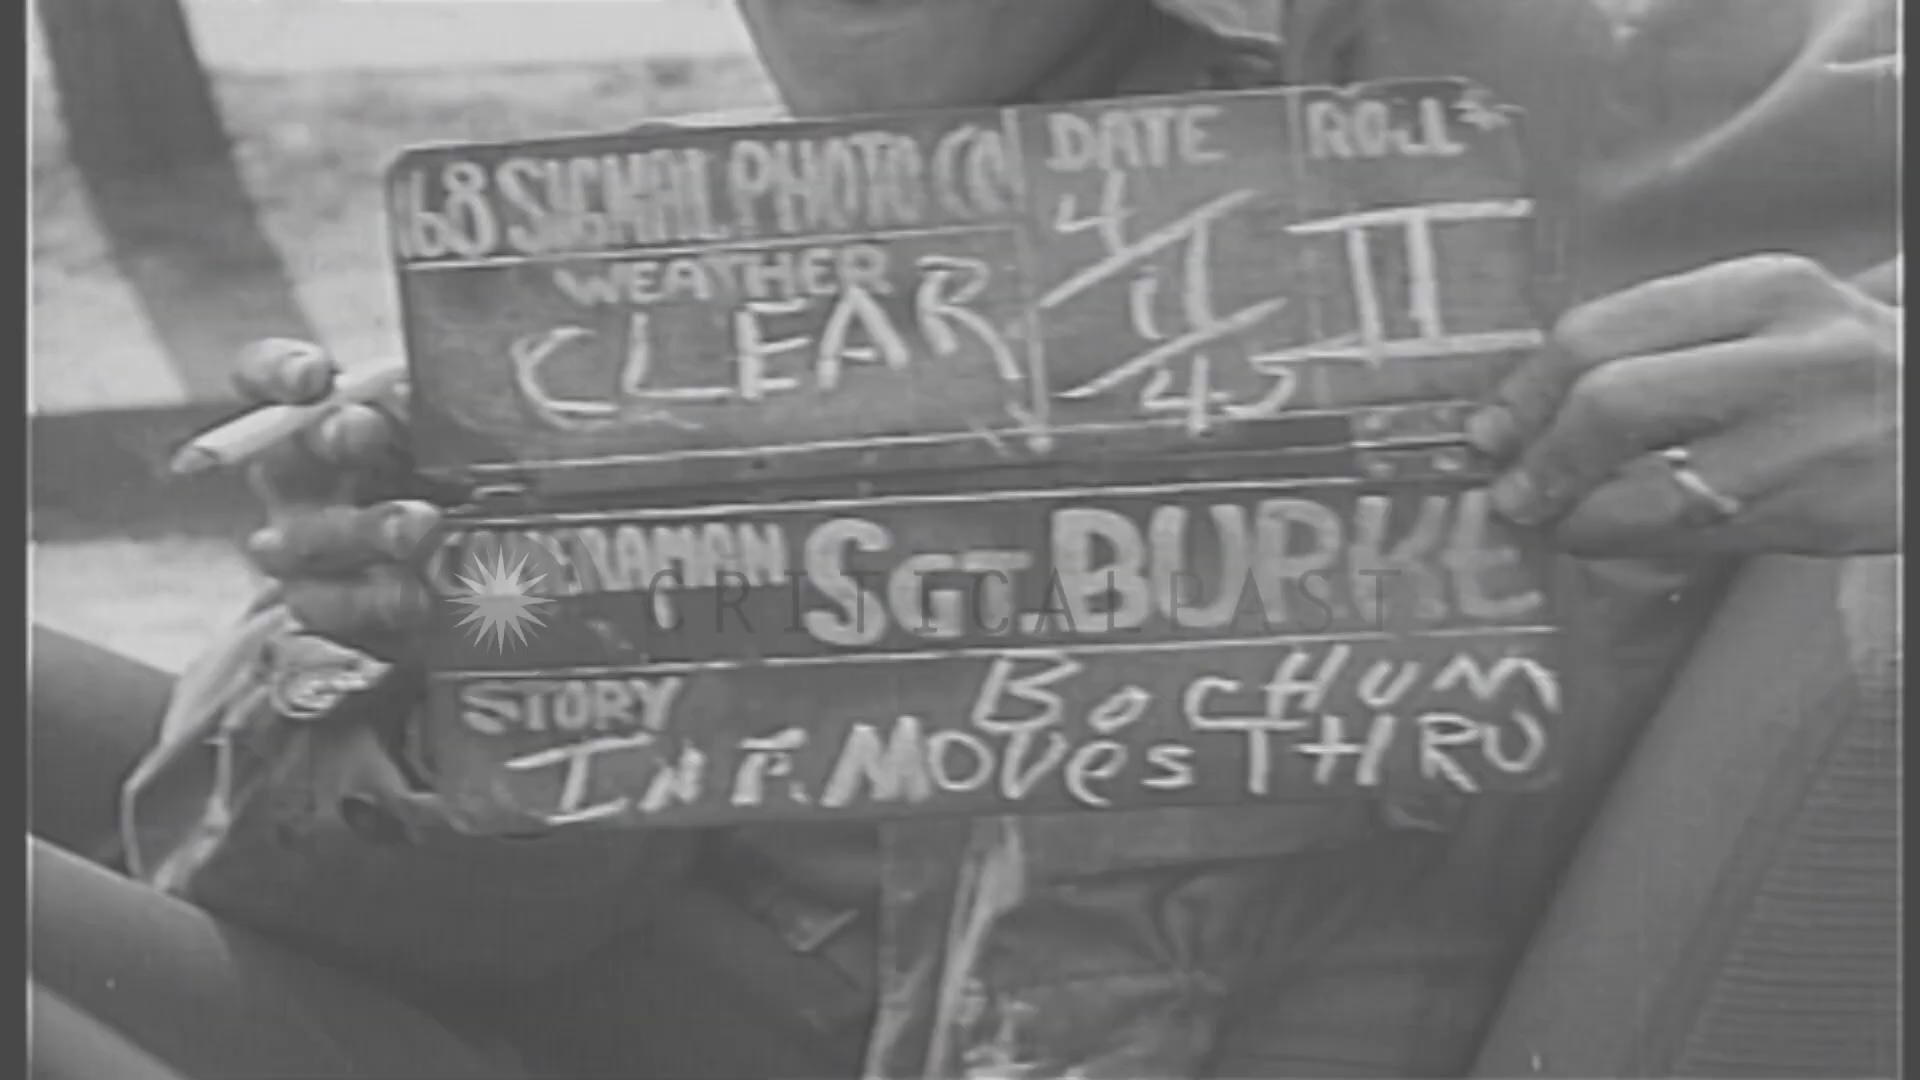 168 SIGNAL PHOTO CO
DATE
ROLL #
WEATHER
CLEAR
4/11/45
II
CAMERAMAN SGT. BURKE
CRITICALPAST
STORY
BOCHUM
INF. MOVES THRU